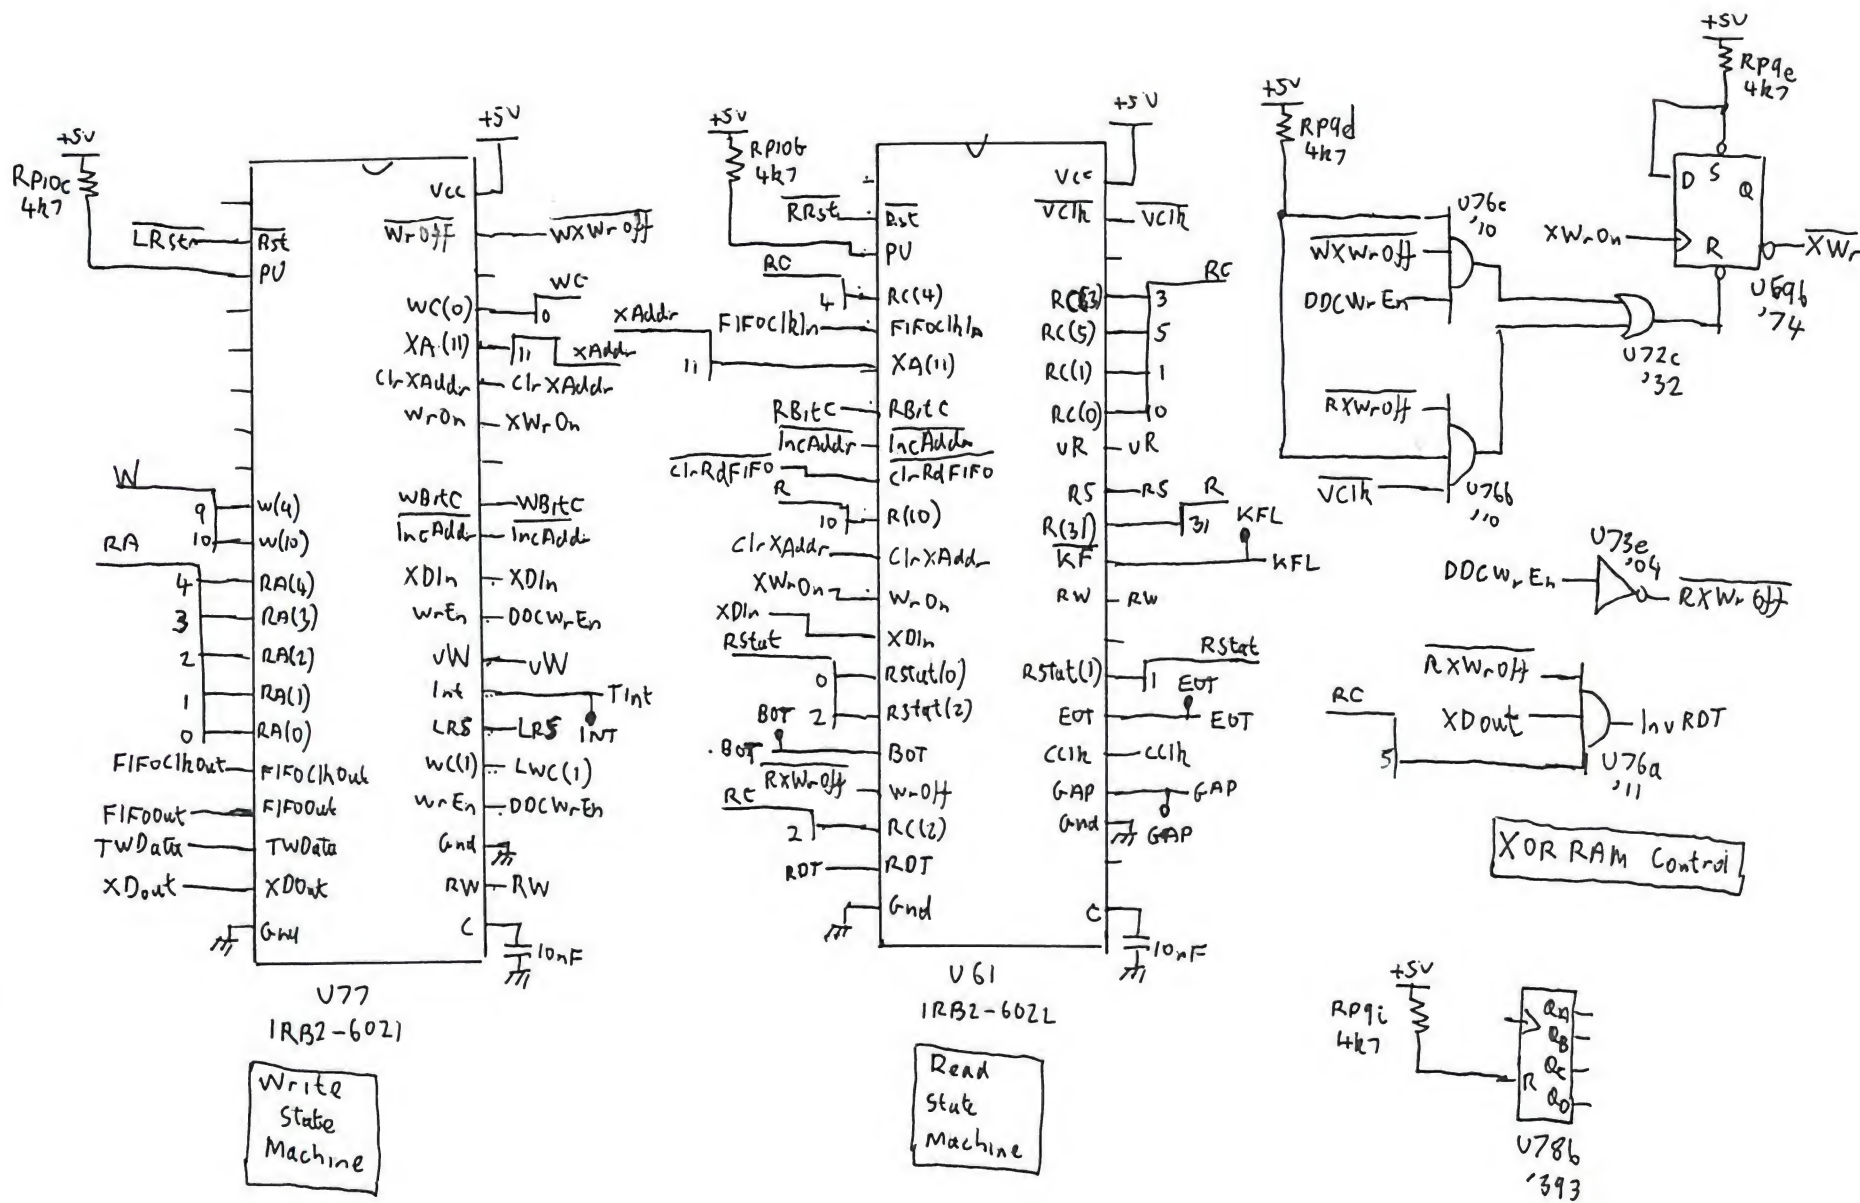 +5V
RP10c
4k7
LRst
Rst
PU
+5V
VCC
WrOff
WXWrOff
WC(0)
WC
0
XA(11)
11
XAddr
ClrXAddr
ClrXAddr
WrOn
XWrOn
W
9
W(4)
10
W(10)
WBitC
WBitC
IncAddr
IncAddr
RA
4
RA(4)
XDIn
XDIn
3
RA(3)
WrEn
DDCWrEn
2
RA(2)
vW
vW
1
RA(1)
Int
TInt
INT
0
RA(0)
LRS
LRS
FIFOClkOut
FIFOClkOut
WC(1)
LWC(1)
FIFOOut
FIFOOut
WrEn
DDCWrEn
TWData
TWData
Gnd
XDout
XDOut
RW
RW
Gnd
C
10nF
U77
IRB2-6021
Write
State
Machine
+5V
RP10b
4k7
RRst
Rst
PU
+5V
VCC
VClk
VClk
RC
4
RC(4)
RC(3)
3
RC
FIFOClkIn
FIFOClkIn
RC(5)
5
XAddr
11
XA(11)
RC(1)
1
RBitC
RBitC
RC(0)
0
IncAddr
IncAddr
vR
vR
ClrRdFIFO
ClrRdFIFO
RS
RS
R
10
R(10)
R(31)
31
R
ClrXAddr
ClrXAddr
KF
KFL
KFL
XWrOn
WrOn
RW
RW
XDIn
XDIn
RStat
0
RStat(0)
RStat(1)
1
RStat
2
RStat(2)
EOT
EOT
EOT
BOT
BOT
BOT
CClk
CClk
RXWrOff
WrOff
GAP
GAP
GAP
RC
2
RC(2)
Gnd
RDT
RDT
Gnd
C
10nF
U61
IRB2-6022
Read
State
Machine
+5V
RP9d
4k7
U76c
'10
WXWrOff
DDCWrEn
RXWrOff
VClk
U76b
'10
U72c
'32
+5V
RP9e
4k7
D
S
Q
R
XWrOn
XWr
U69b
'74
DDCWrEn
U73e
'04
RXWrOff
RXWrOff
RC
XDout
5
InvRDT
U76a
'11
XOR RAM Control
+5V
RP9i
4k7
R
QA
QB
QC
QD
U78b
'393